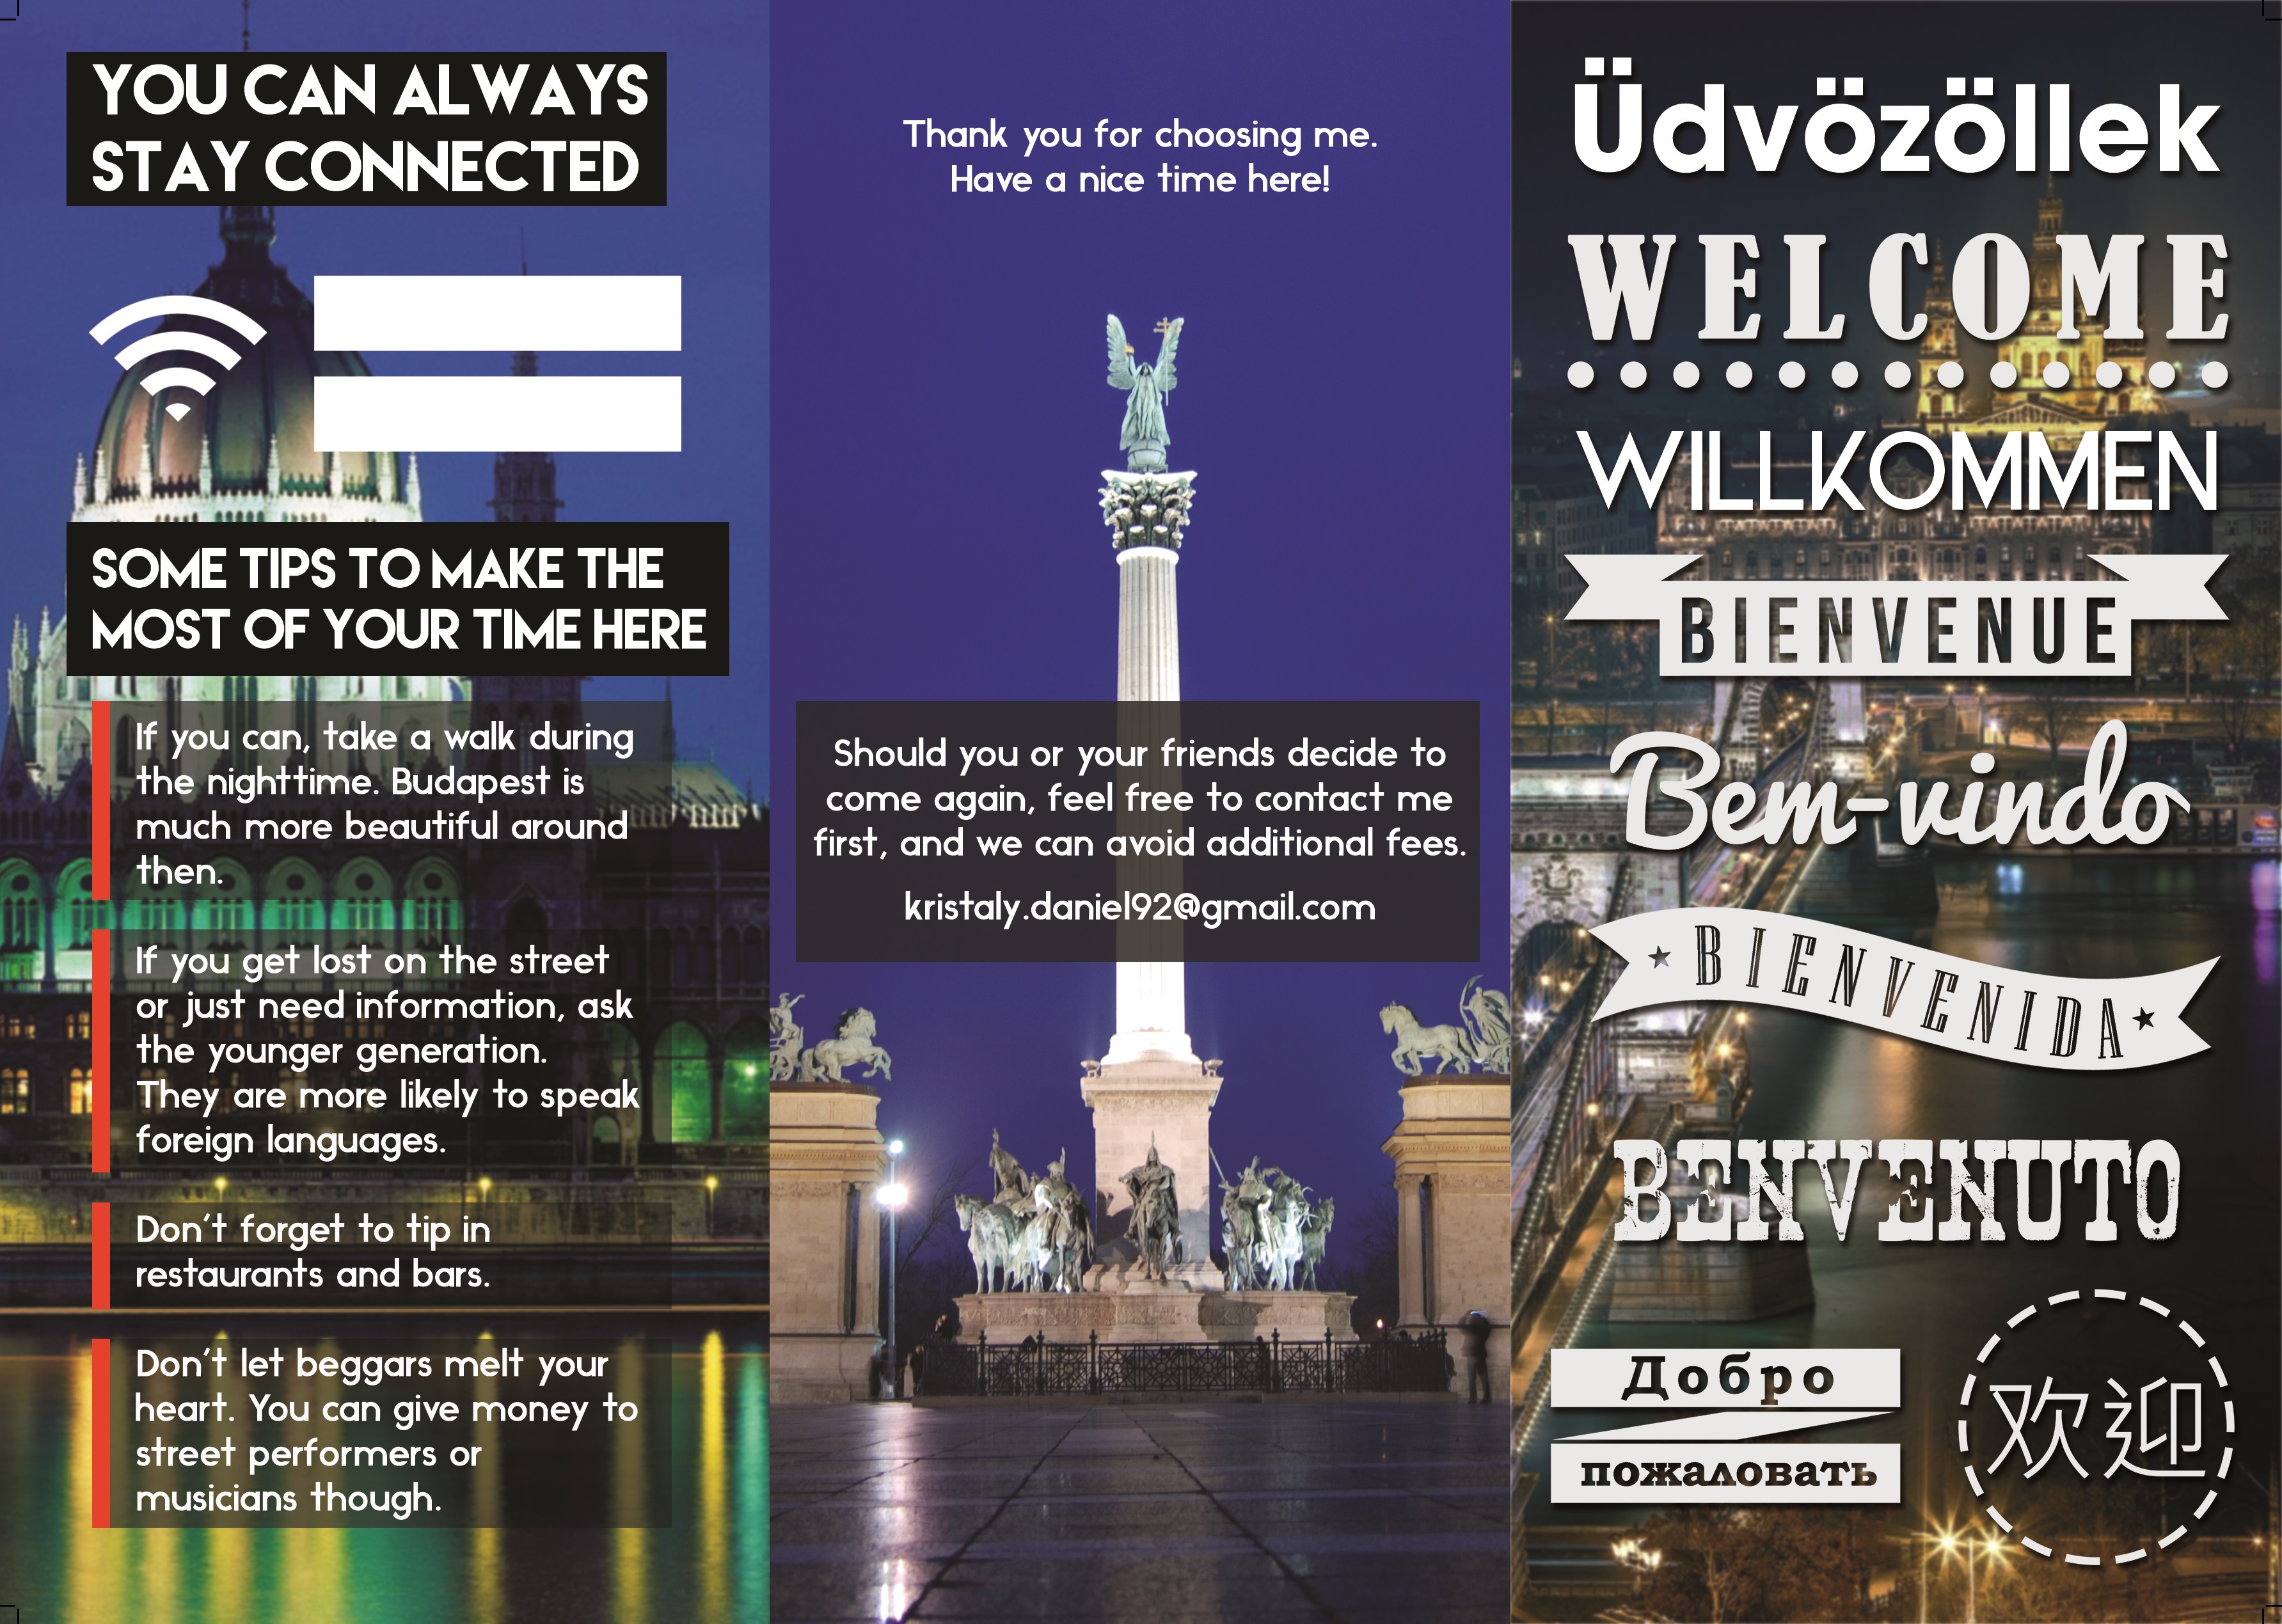 YOU CAN ALWAYS
STAY CONNECTED
SOME TIPS TO MAKE THE
MOST OF YOUR TIME HERE
If you can, take a walk during
the nighttime. Budapest is
much more beautiful around
then.
If you get lost on the street
or just need information, ask
the younger generation.
They are more likely to speak
foreign languages.
Don't forget to tip in
restaurants and bars.
Don't let beggars melt your
heart. You can give money to
street performers or
musicians though.
Thank you for choosing me.
Have a nice time here!
Should you or your friends decide to
come again, feel free to contact me
first, and we can avoid additional fees.
kristaly.daniel92@gmail.com
Üdvözöllek
WELCOME
WILLKOMMEN
BIENVENUE
Bem-vindo
BIENVENIDA
BENVENUTO
Добро
пожаловать
欢迎